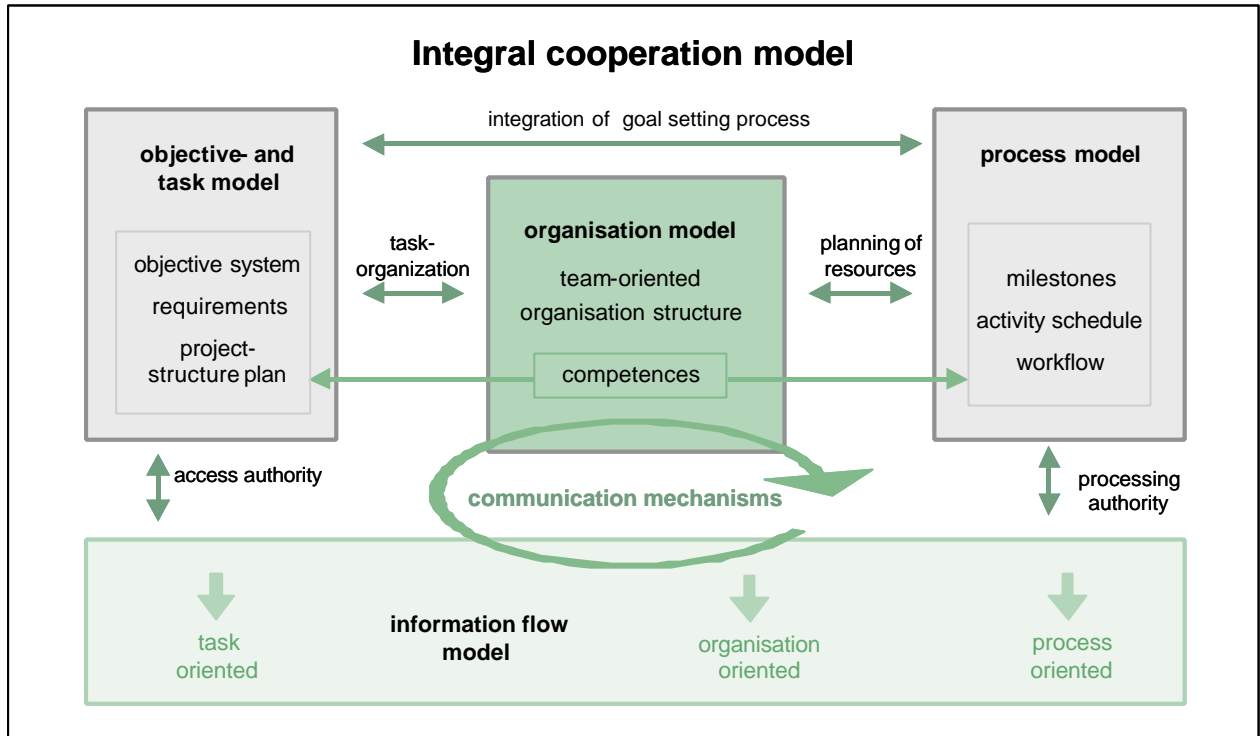 Integral cooperation model
integration of goal setting process
objective- and
task model
objective system
requirements
project-
structure plan
task-
organization
organisation model
team-oriented
organisation structure
competences
planning of
resources
process model
milestones
activity schedule
workflow
access authority
communication mechanisms
processing
authority
task
oriented
information flow
model
organisation
oriented
process
oriented